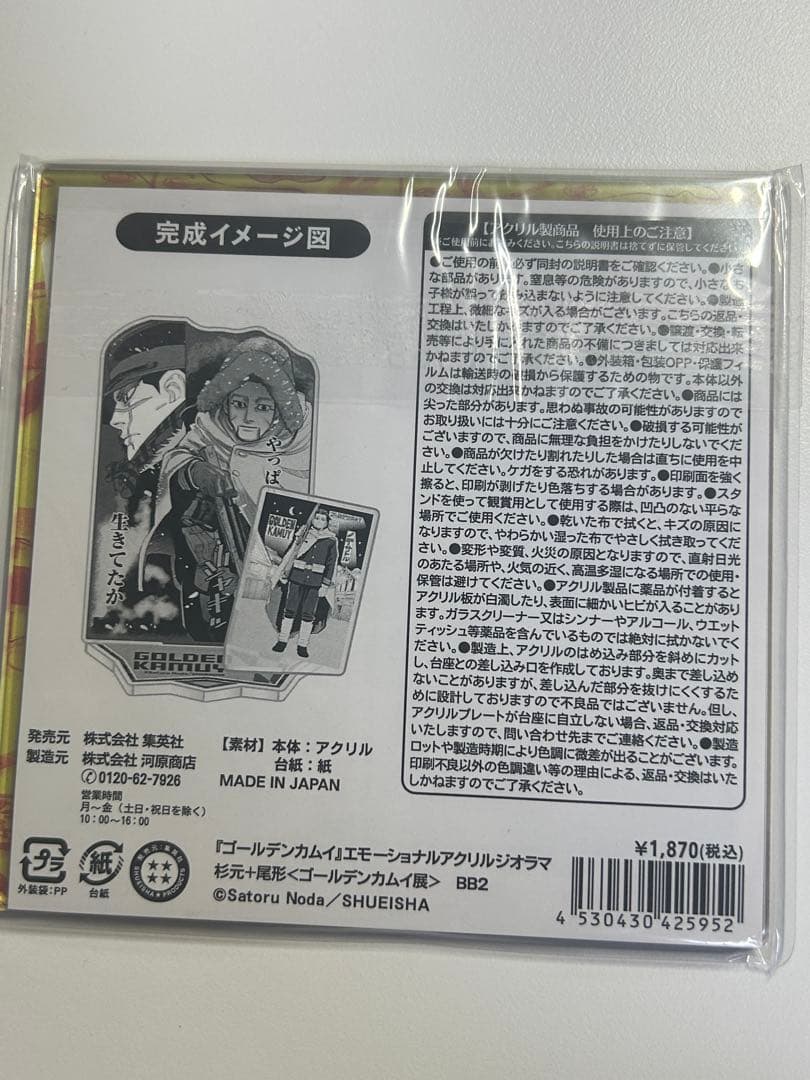 完成イメージ図
やっぱ
生きてたか
GOLDEN KAMUY
GOLDEN
KAMUY
発売元 株式会社 集英社
製造元 株式会社 河原商店
0120-62-7926
営業時間
月〜金（土日・祝日を除く）
10：00〜16：00
【素材】本体：アクリル
台紙：紙
MADE IN JAPAN
【アクリル製商品 使用上のご注意】
くださいこちらの説明書は捨てずに保管してください
●ご使用の前に必ず同封の説明書をご確認ください。●小さ
な部品があります。窒息等の危険がありますので、小さなお
子様が誤って飲み込まないように注意してください。●製造
工程上、微細なキズが入る場合がございます。こちらの返品・
交換はいたしかねますのでご了承ください。●譲渡・交換・転
売等により手にされた商品の不備につきましては対応出来
かねますのでご了承ください。●外装箱・包装OPP・保護フィ
ルムは輸送時の破損から保護するための物です。本体以外
の交換は対応出来かねますのでご了承ください。●商品には
尖った部分があります。思わぬ事故の可能性がありますので
お取り扱いには十分にご注意ください。●破損する可能性が
ございますので、商品に無理な負担をかけたりしないでくだ
さい。●商品が欠けたり割れたりした場合は直ちに使用を中
止してください。ケガをする恐れがあります。●印刷面を強く
擦ると、印刷が剥げたり色落ちする場合があります。●スタ
ンドを使って観賞用として使用する際は、凹凸のない平らな
場所でご使用ください。●乾いた布で拭くと、キズの原因に
なりますので、やわらかい湿った布でやさしく拭き取ってくだ
さい。●変形や変質、火災の原因となりますので、直射日光
のあたる場所や、火気の近く、高温多湿になる場所での使用・
保管は避けてください。●アクリル製品に薬品が付着すると
アクリル板が白濁したり、表面に細かいヒビが入ることがあり
ます。ガラスクリーナー又はシンナーやアルコール、ウエット
ティッシュ等薬品を含んでいるものでは絶対に拭かないでく
ださい。●製造上、アクリルのはめ込み部分を斜めにカット
し、台座との差し込み口を作成しております。奥まで差し込め
ないことがありますが、差し込んだ部分を抜けにくくするた
めに設計しておりますので不良品ではございません。但し、
アクリルプレートが台座に自立しない場合、返品・交換対応
いたしますので、問い合わせ先までご連絡ください。●製造
ロットや製造時期により色調に微差が出ることがございます。
印刷不良以外の色調違い等の理由による、返品・交換はいた
しかねますのでご了承ください。
プラ
外装袋:PP
紙
台紙
発売元:集英社
SHUEISHA PRODUCTS
『ゴールデンカムイ』エモーショナルアクリルジオラマ
杉元＋尾形＜ゴールデンカムイ展＞ BB2
©Satoru Noda／SHUEISHA
¥1,870(税込)
4 530430 425952